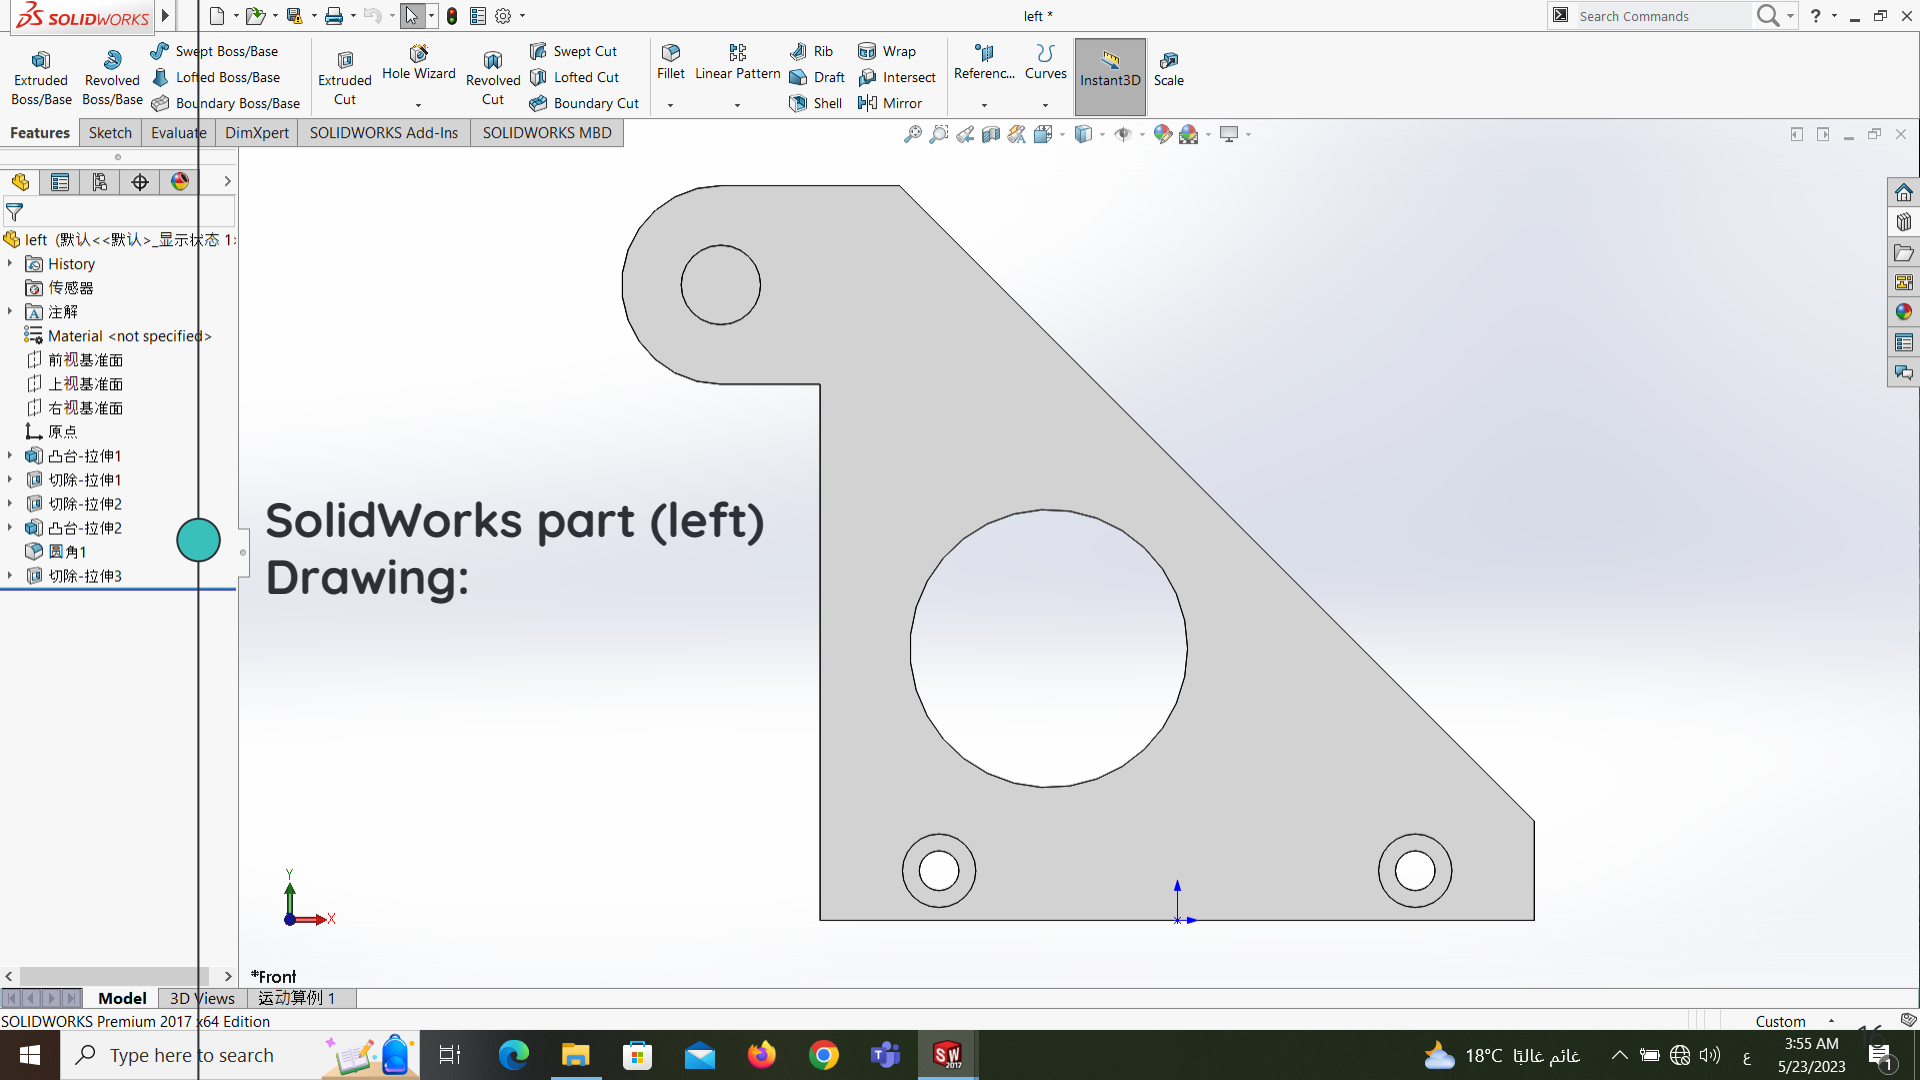 SOLIDWORKS
left *
Search Commands
?
Extruded Boss/Base
Revolved Boss/Base
Swept Boss/Base
Lofted Boss/Base
Boundary Boss/Base
Extruded Cut
Hole Wizard
Revolved Cut
Swept Cut
Lofted Cut
Boundary Cut
Fillet
Linear Pattern
Rib
Draft
Shell
Wrap
Intersect
Mirror
Referenc...
Curves
Instant3D
Scale
Features
Sketch
Evaluate
DimXpert
SOLIDWORKS Add-Ins
SOLIDWORKS MBD
left (默认<<默认>_显示状态 1>
History
传感器
注解
Material <not specified>
前视基准面
上视基准面
右视基准面
原点
凸台-拉伸1
切除-拉伸1
切除-拉伸2
凸台-拉伸2
圆角1
切除-拉伸3
SolidWorks part (left)
Drawing:
Y
X
*Front
Model
3D Views
运动算例 1
SOLIDWORKS Premium 2017 x64 Edition
Custom
16
Type here to search
SW
2017
18°C
غائم غالبًا
ع
3:55 AM
5/23/2023
1